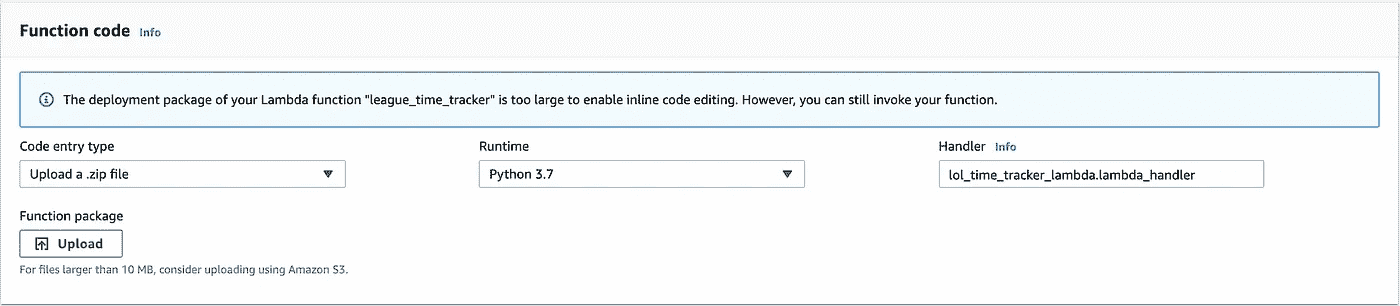 Function code Info
The deployment package of your Lambda function "league_time_tracker" is too large to enable inline code editing. However, you can still invoke your function.
Code entry type
Runtime
Handler Info
Upload a .zip file
Python 3.7
lol_time_tracker_lambda.lambda_handler
Function package
Upload
For files larger than 10 MB, consider uploading using Amazon S3.